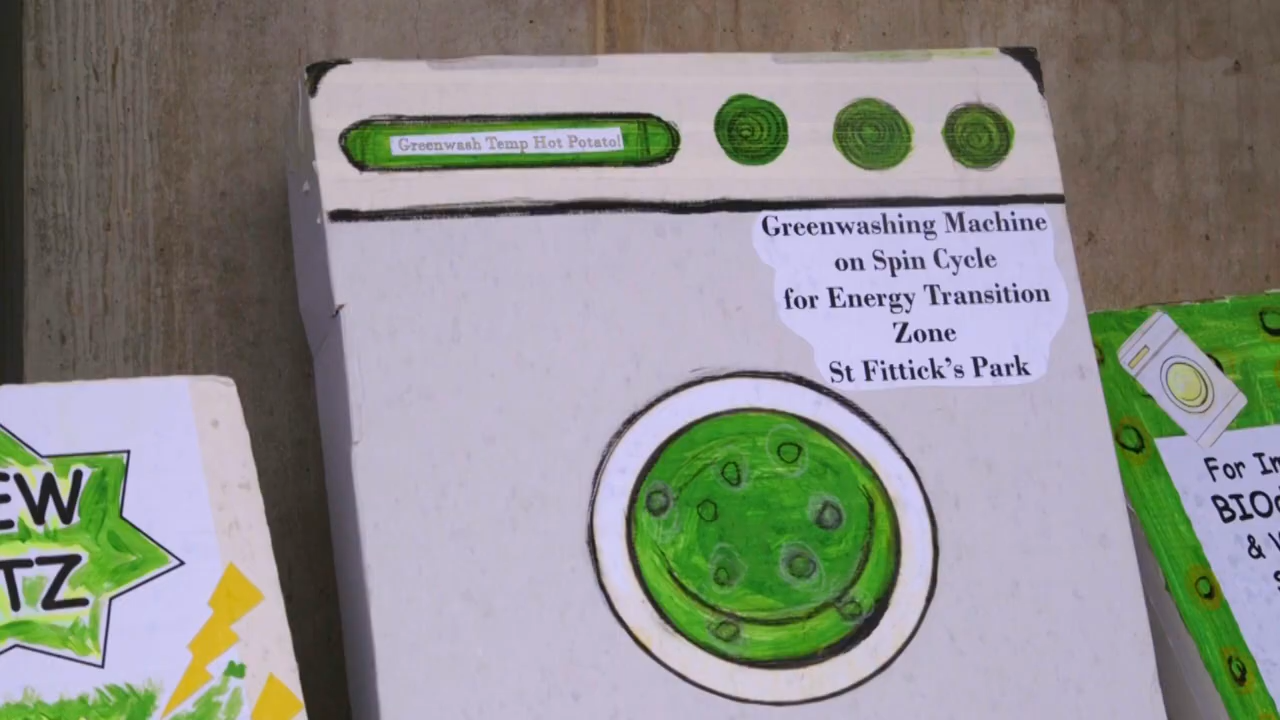 Greenwash Temp Hot Potato!
Greenwashing Machine
on Spin Cycle
for Energy Transition
Zone
St Fittick's Park
EW
TZ
For
BIO
&